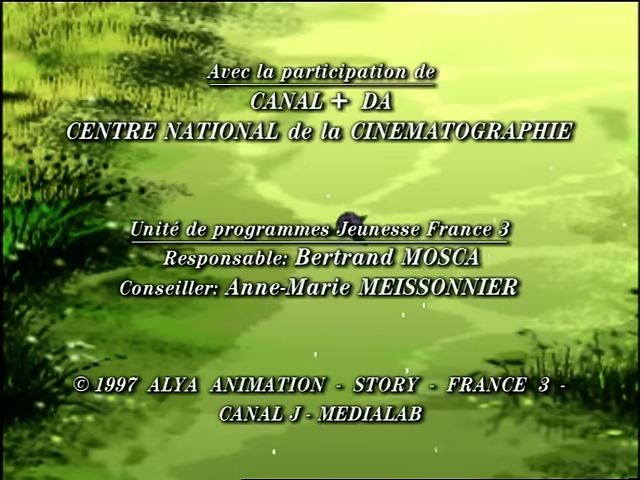 Avec la participation de
CANAL + DA
CENTRE NATIONAL de la CINEMATOGRAPHIE
Unité de programmes Jeunesse France 3
Responsable: Bertrand MOSCA
Conseiller: Anne-Marie MEISSONNIER
© 1997 ALYA ANIMATION - STORY - FRANCE 3 -
CANAL J - MEDIALAB